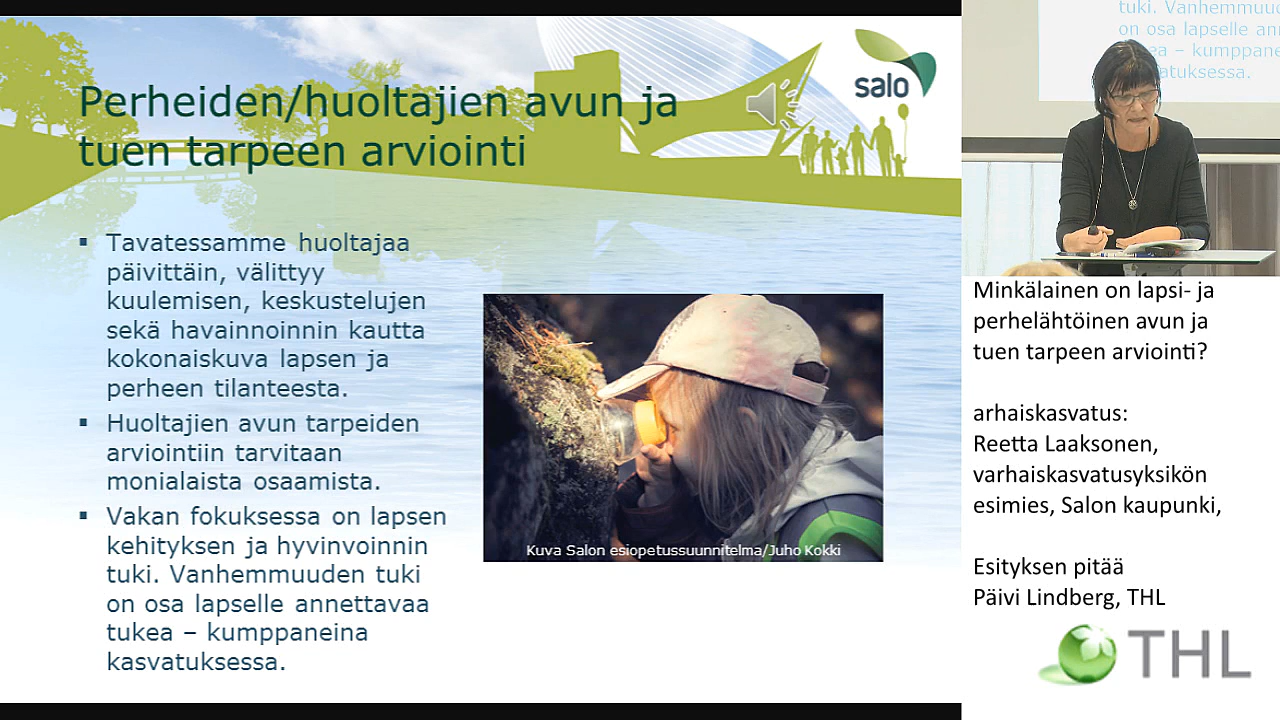 Perheiden/huoltajien avun ja
tuen tarpeen arviointi
salo
▪ Tavatessamme huoltajaa
päivittäin, välittyy
kuulemisen, keskustelujen
sekä havainnoinnin kautta
kokonaiskuva lapsen ja
perheen tilanteesta.
▪ Huoltajien avun tarpeiden
arviointiin tarvitaan
monialaista osaamista.
▪ Vakan fokuksessa on lapsen
kehityksen ja hyvinvoinnin
tuki. Vanhemmuuden tuki
on osa lapselle annettavaa
tukea – kumppaneina
kasvatuksessa.
Kuva Salon esiopetussuunnitelma/Juho Kokki
tuki. Vanhemmuud
on osa lapselle an
tukea – kumppane
atuksessa.
Minkälainen on lapsi- ja
perhelähtöinen avun ja
tuen tarpeen arviointi?
arhaiskasvatus:
Reetta Laaksonen,
varhaiskasvatusyksikön
esimies, Salon kaupunki,
Esityksen pitää
Päivi Lindberg, THL
THL